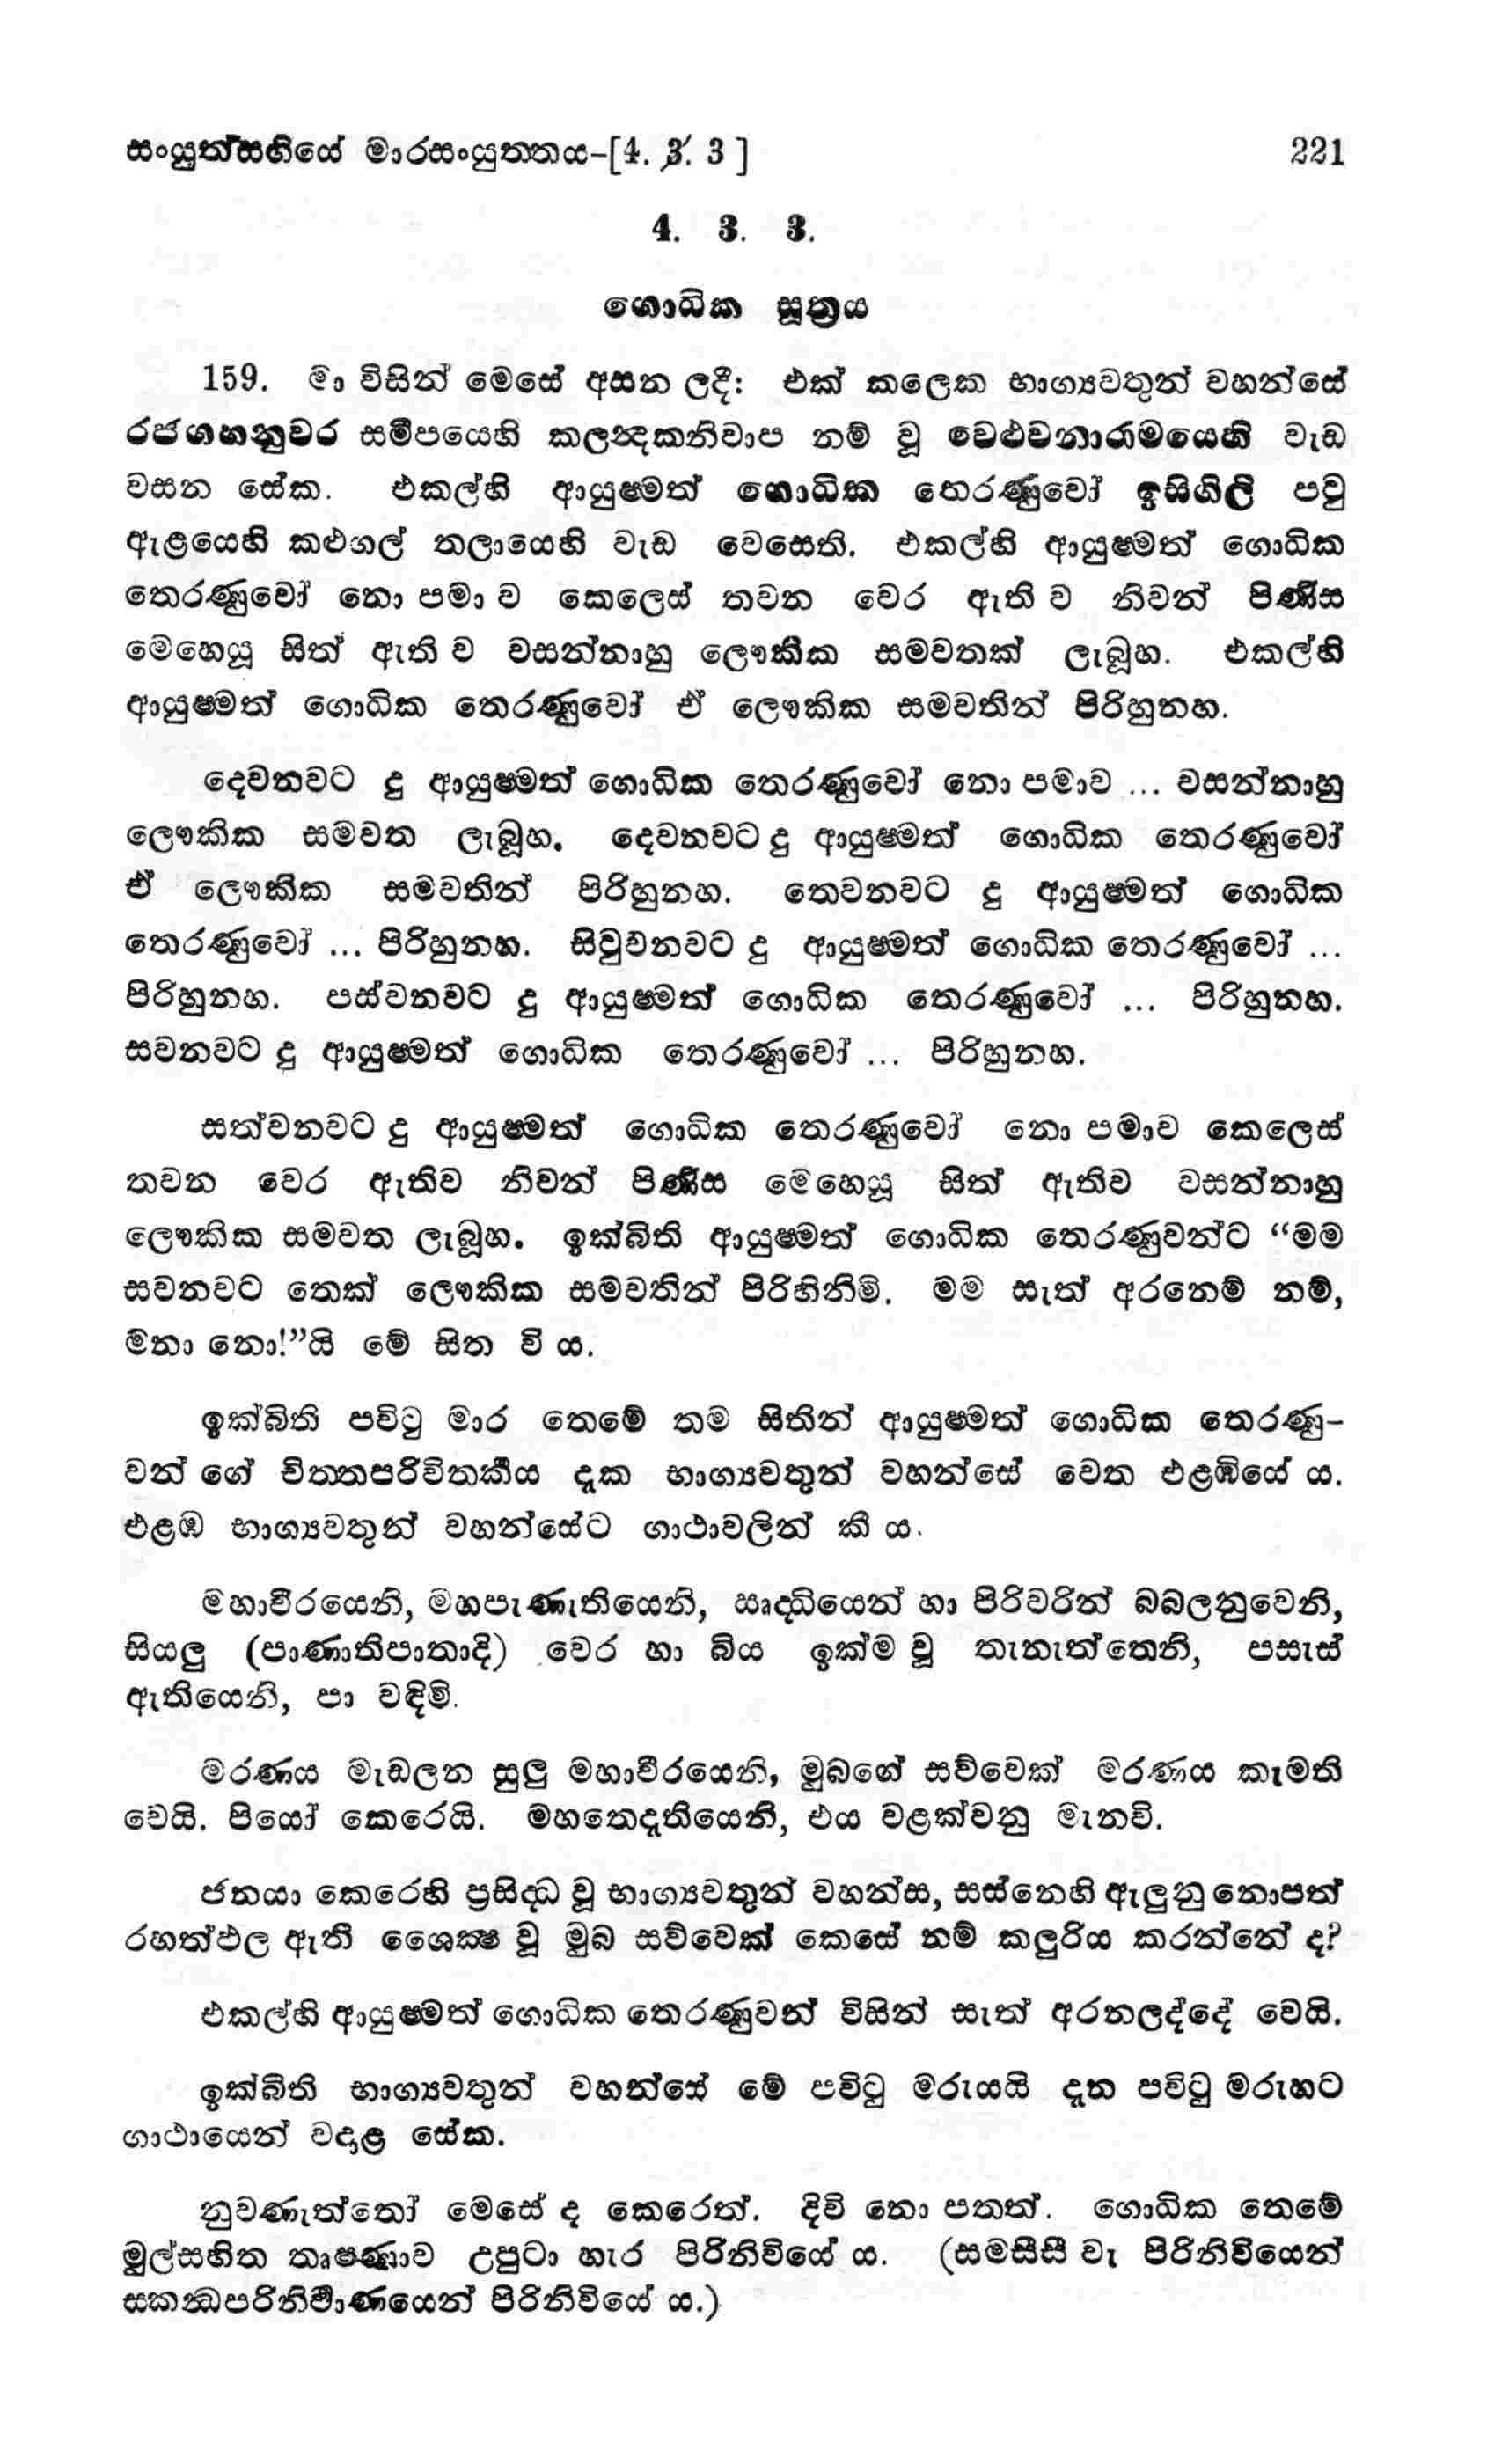 සංයුත්සඟියේ මාරසංයුත්තය-[4. 3. 3 ] 221
4. 3. 3.
ගොධික සූත්‍රය
159. මා විසින් මෙසේ අසන ලදී: එක් කලෙක භාග්‍යවතුන් වහන්සේ
රජගහනුවර සමීපයෙහි කලන්‍දකනිවාප නම් වූ වෙළුවනාරාමයෙහි වැඩ
වසන සේක. එකල්හි ආයුෂ්මත් ගොධික තෙරණුවෝ ඉසිගිලි පවු
ඇළයෙහි කළුගල් තලායෙහි වැඩ වෙසෙති. එකල්හි ආයුෂ්මත් ගොධික
තෙරණුවෝ නො පමා ව කෙලෙස් තවන වෙර ඇති ව නිවන් පිණිස
මෙහෙයූ සිත් ඇති ව වසන්නාහු ලෞකික සමවතක් ලැබූහ. එකල්හි
ආයුෂ්මත් ගොධික තෙරණුවෝ ඒ ලෞකික සමවතින් පිරිහුනහ.
දෙවනවට දු ආයුෂ්මත් ගොධික තෙරණුවෝ නො පමාව ... වසන්නාහු
ලෞකික සමවත ලැබූහ. දෙවනවට දු ආයුෂ්මත් ගොධික තෙරණුවෝ
ඒ ලෞකික සමවතින් පිරිහුනහ. තෙවනවට දු ආයුෂ්මත් ගොධික
තෙරණුවෝ ... පිරිහුනහ. සිවුවනවට දු ආයුෂ්මත් ගොධික තෙරණුවෝ ...
පිරිහුනහ. පස්වනවට දු ආයුෂ්මත් ගොධික තෙරණුවෝ ... පිරිහුනහ.
සවනවට දු ආයුෂ්මත් ගොධික තෙරණුවෝ ... පිරිහුනහ.
සත්වනවට දු ආයුෂ්මත් ගොධික තෙරණුවෝ නො පමාව කෙලෙස්
තවන වෙර ඇතිව නිවන් පිණිස මෙහෙයූ සිත් ඇතිව වසන්නාහු
ලෞකික සමවත ලැබූහ. ඉක්බිති ආයුෂ්මත් ගොධික තෙරණුවන්ට “මම
සවනවට තෙක් ලෞකික සමවතින් පිරිහිනිමි. මම සැත් අරනෙම් නම්,
මනා නො!”යි මේ සිත වී ය.
ඉක්බිති පවිටු මාර තෙමේ තම සිතින් ආයුෂ්මත් ගොධික තෙරණු-
වන් ගේ චිත්තපරිවිතර්කය දැක භාග්‍යවතුන් වහන්සේ වෙත එළඹියේ ය.
එළඹ භාග්‍යවතුන් වහන්සේට ගාථාවලින් කී ය.
මහාවීරයෙනි, මහපැණැතියෙනි, ඍද්ධියෙන් හා පිරිවරින් බබලනුවෙනි,
සියලු (පාණාතිපාතාදි) වෙර හා බිය ඉක්ම වූ තැනැත්තෙනි, පසැස්
ඇතියෙනි, පා වඳිමි.
මරණය මැඩලන සුලු මහාවීරයෙනි, මුබගේ සව්වෙක් මරණය කැමති
වෙයි. පියෝ කෙරෙයි. මහතෙදැතියෙනි, එය වළක්වනු මැනවි.
ජනයා කෙරෙහි ප්‍රසිද්ධ වූ භාග්‍යවතුන් වහන්ස, සස්නෙහි ඇලුනු නොපත්
රහත්ඵල ඇති ශෛක්‍ෂ වූ මුබ සව්වෙක් කෙසේ නම් කලුරිය කරන්නේ ද?
එකල්හි ආයුෂ්මත් ගොධික තෙරණුවන් විසින් සැත් අරනලද්දේ වෙයි.
ඉක්බිති භාග්‍යවතුන් වහන්සේ මේ පවිටු මරුයයි දැන පවිටු මරුහට
ගාථායෙන් වදාළ සේක.
නුවණැත්තෝ මෙසේ ද කෙරෙත්. දිවි නො පතත්. ගොධික තෙමේ
මුල්සහිත තෘෂ්ණාව උපුටා හැර පිරිනිවියේ ය. (සමසීසී වැ පිරිනිවියෙන්
ස්කන්‍ධපරිනිර්‍වාණයෙන් පිරිනිවියේ ය.)